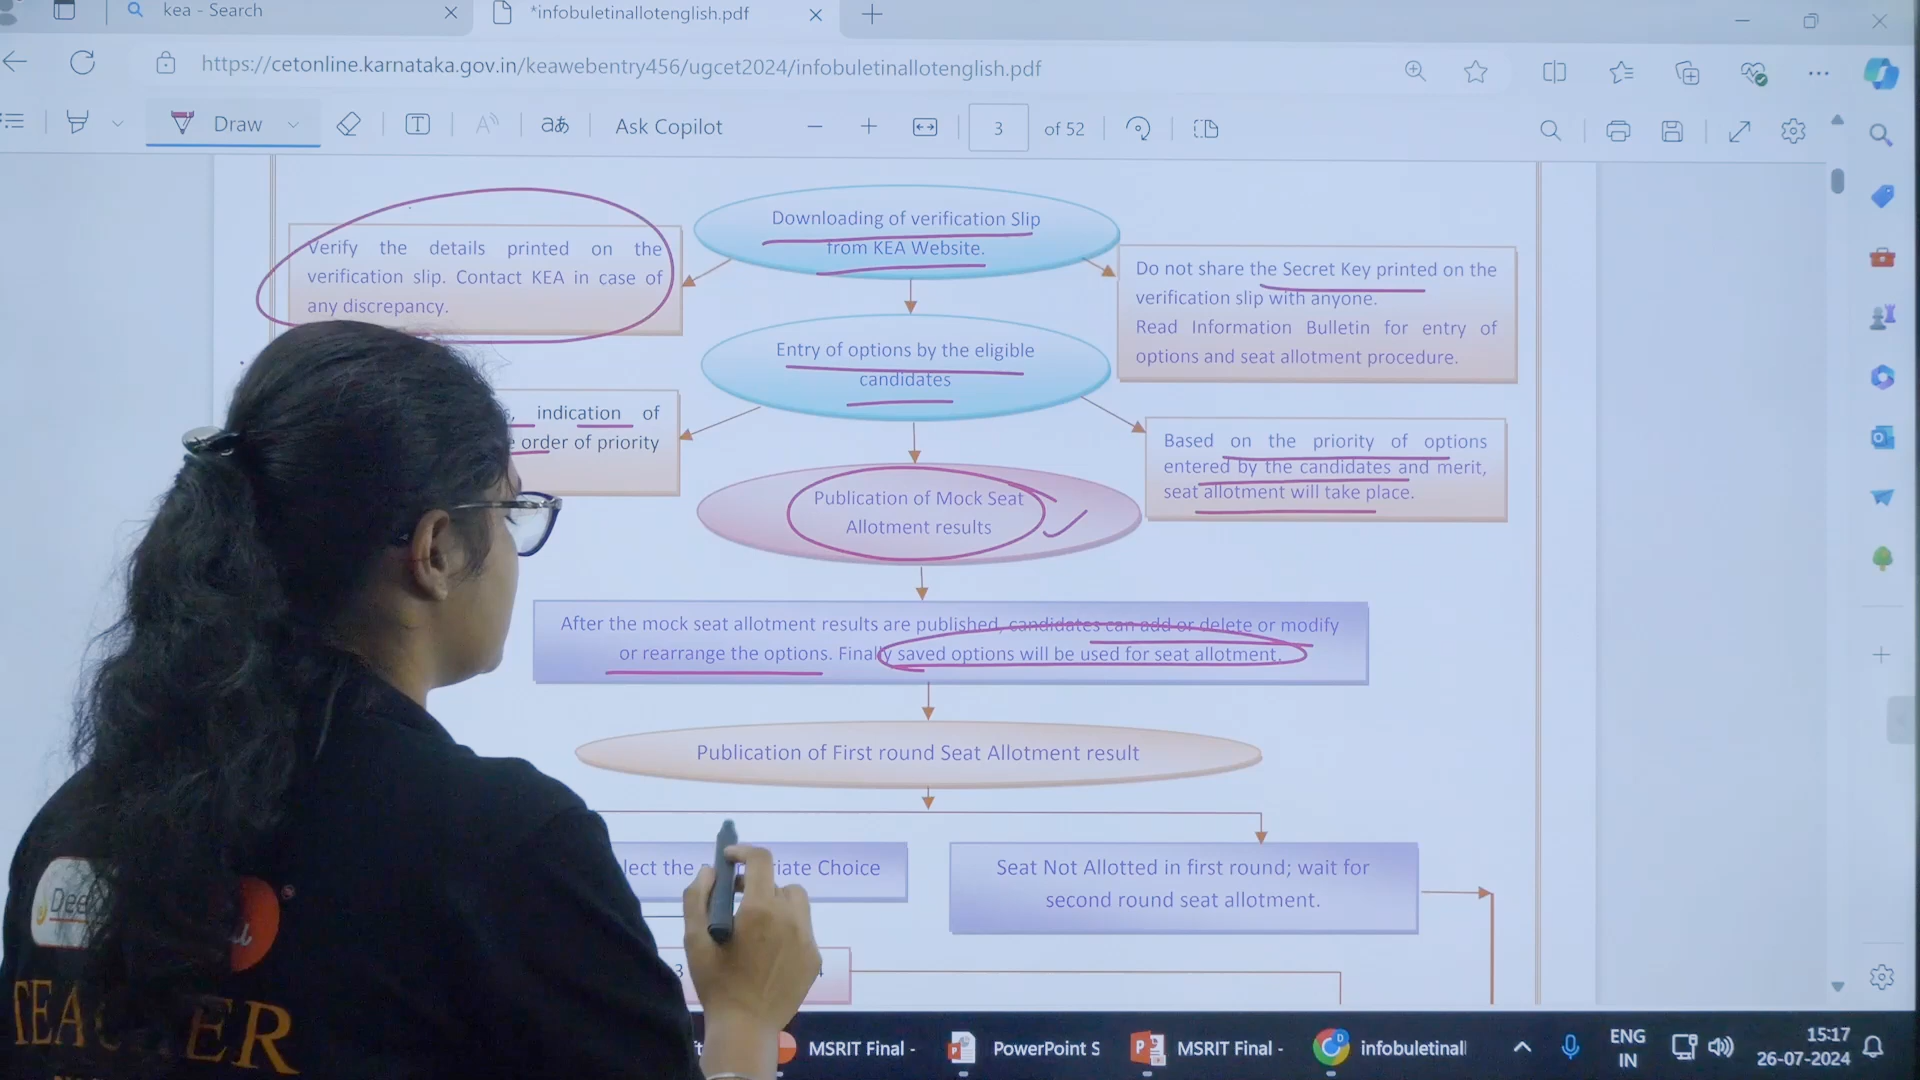 kea - Search
*infobuletinallotenglish.pdf
https://cetonline.karnataka.gov.in/keawebentry456/ugcet2024/infobuletinallotenglish.pdf
Draw
aあ
Ask Copilot
3 of 52
Downloading of verification Slip
from KEA Website.
Verify the details printed on the
verification slip. Contact KEA in case of
any discrepancy.
Do not share the Secret Key printed on the
verification slip with anyone.
Read Information Bulletin for entry of
options and seat allotment procedure.
Entry of options by the eligible
candidates
indication of
order of priority
Based on the priority of options
entered by the candidates and merit,
seat allotment will take place.
Publication of Mock Seat
Allotment results
After the mock seat allotment results are published, candidates can add or delete or modify
or rearrange the options. Finally saved options will be used for seat allotment.
Publication of First round Seat Allotment result
the Choice
Seat Not Allotted in first round; wait for
second round seat allotment.
3
TEACHER
MSRIT Final -
PowerPoint S
MSRIT Final -
infobuletinall
ENG
IN
15:17
26-07-2024